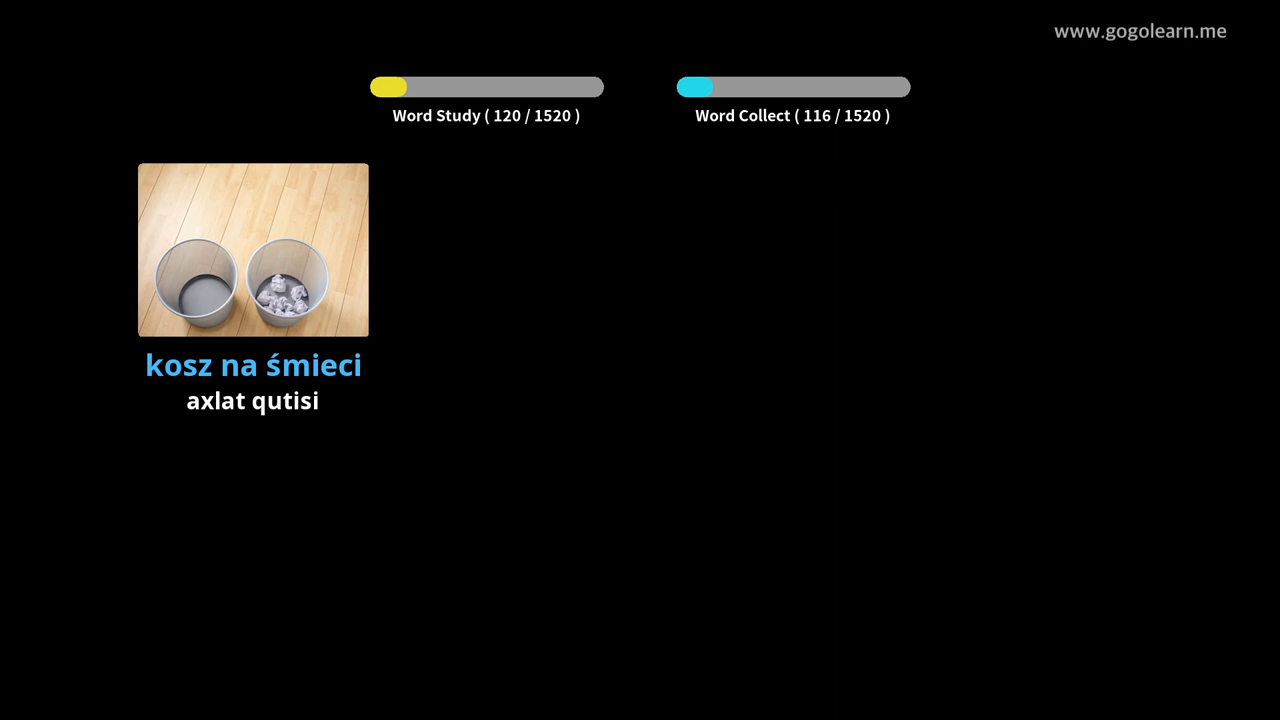 www.gogolearn.me
Word Study ( 120 / 1520 )
Word Collect ( 116 / 1520 )
kosz na śmieci
axlat qutisi